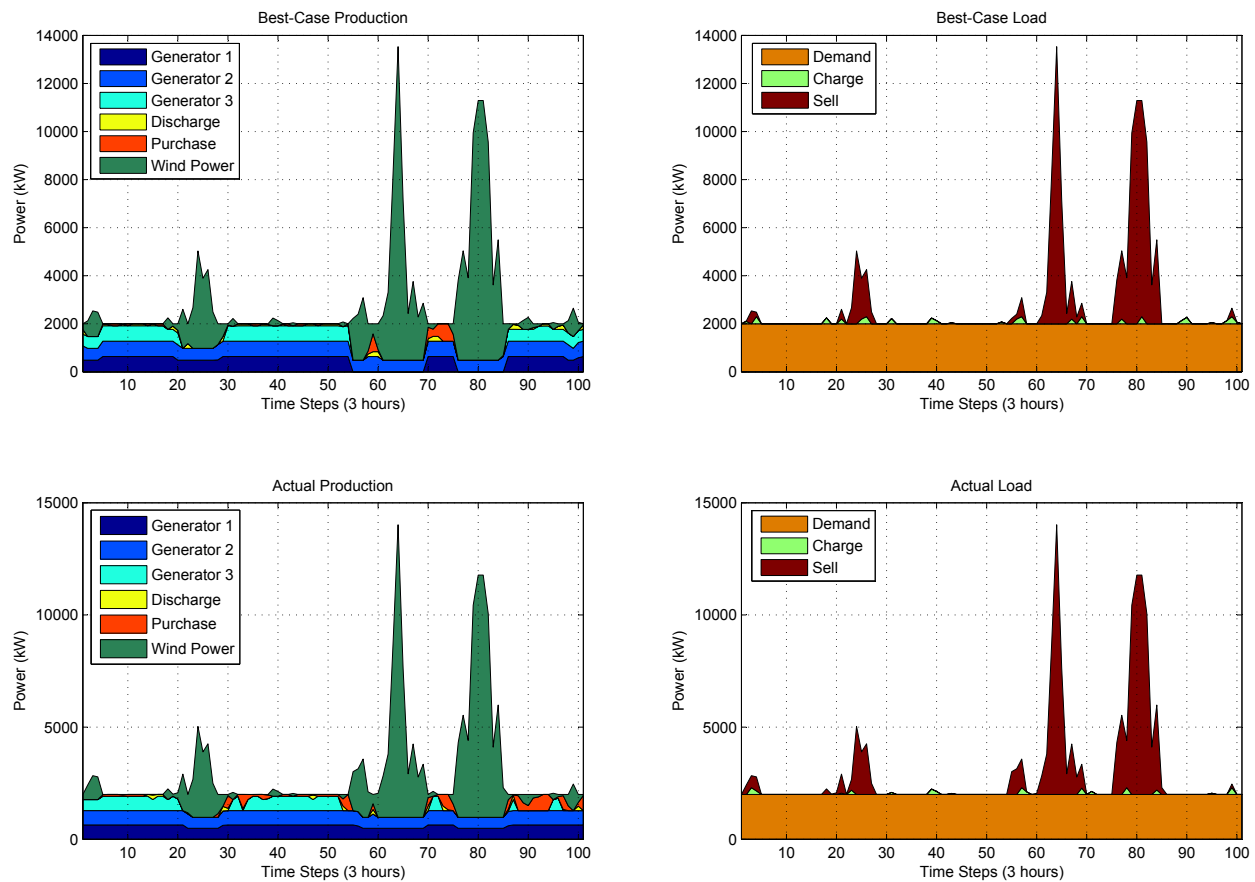 Best-Case Production
14000
12000
10000
8000
6000
4000
2000
0
Power (kW)
Generator 1
Generator 2
Generator 3
Discharge
Purchase
Wind Power
10 20 30 40 50 60 70 80 90 100
Time Steps (3 hours)
Best-Case Load
14000
12000
10000
8000
6000
4000
2000
0
Power (kW)
Demand
Charge
Sell
10 20 30 40 50 60 70 80 90 100
Time Steps (3 hours)
Actual Production
15000
10000
5000
0
Power (kW)
Generator 1
Generator 2
Generator 3
Discharge
Purchase
Wind Power
10 20 30 40 50 60 70 80 90 100
Time Steps (3 hours)
Actual Load
15000
10000
5000
0
Power (kW)
Demand
Charge
Sell
10 20 30 40 50 60 70 80 90 100
Time Steps (3 hours)